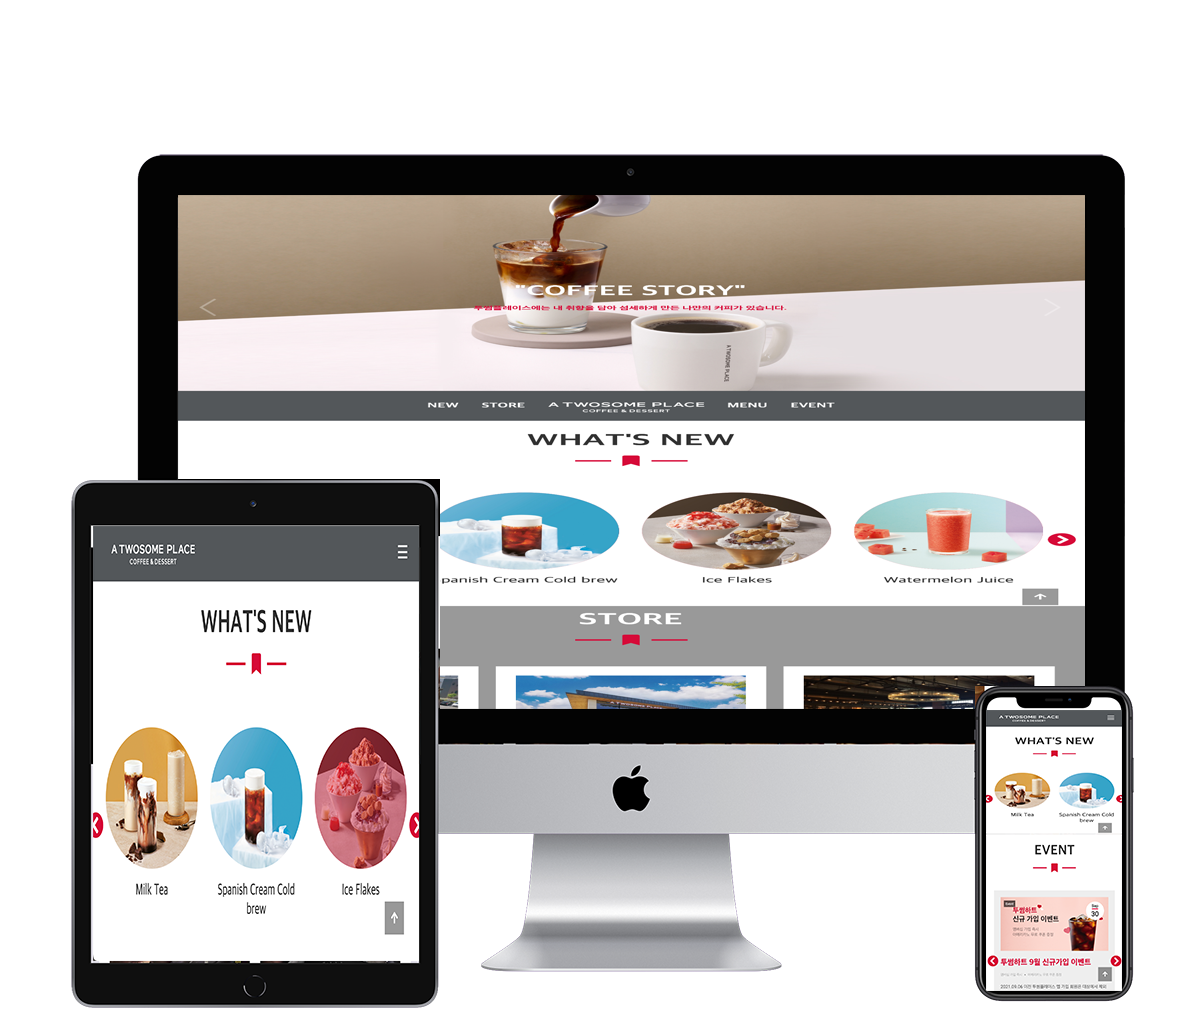 "COFFEE STORY"
투썸플레이스에는 내 취향을 담아 섬세하게 만든 나만의 커피가 있습니다.
A TWOSOME PLACE
NEW
STORE
A TWOSOME PLACE
COFFEE & DESSERT
MENU
EVENT
WHAT'S NEW
panish Cream Cold brew
Ice Flakes
Watermelon Juice
STORE
A TWOSOME PLACE
COFFEE & DESSERT
WHAT'S NEW
Milk Tea
Spanish Cream Cold
brew
Ice Flakes
A TWOSOME PLACE
COFFEE & DESSERT
WHAT'S NEW
Milk Tea
Spanish Cream Cold
brew
EVENT
투썸하트
신규 가입 이벤트
30
투썸하트 9월 신규가입 이벤트